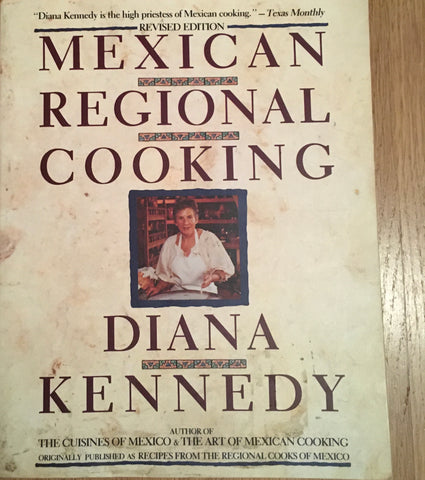 “Diana Kennedy is the high priestess of Mexican cooking.” — Texas Monthly
REVISED EDITION
MEXICAN
REGIONAL
COOKING
DIANA
KENNEDY
AUTHOR OF
THE CUISINES OF MEXICO & THE ART OF MEXICAN COOKING
ORIGINALLY PUBLISHED AS RECIPES FROM THE REGIONAL COOKS OF MEXICO